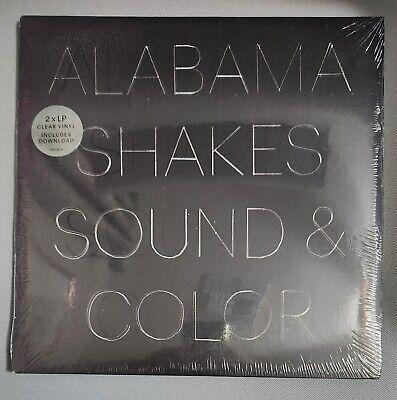 ALABAMA
SHAKES
SOUND &
COLOR
2 x LP
CLEAR VINYL
INCLUDES
DOWNLOAD